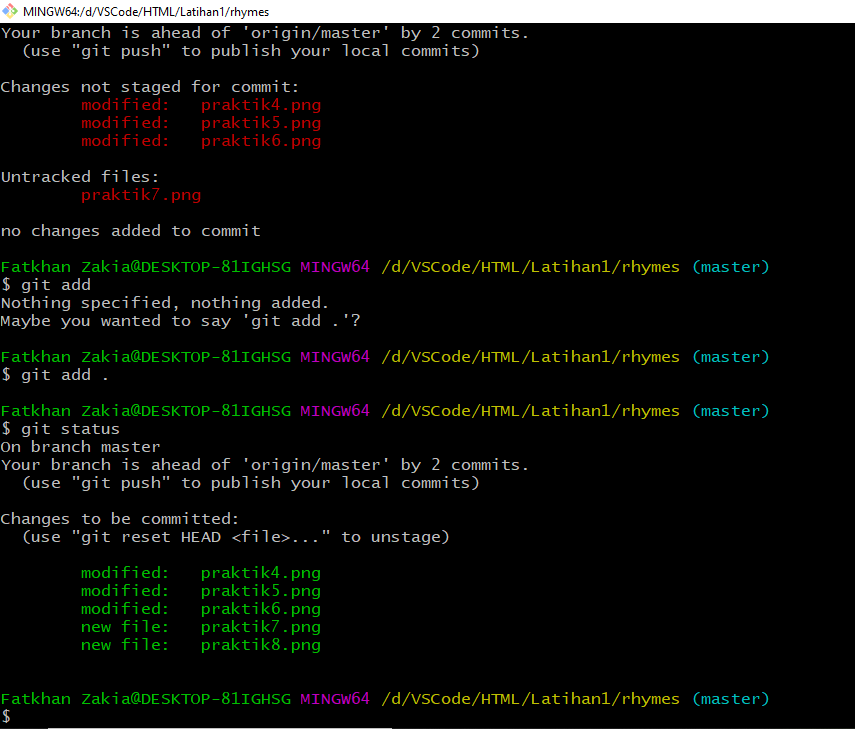 MINGW64:/d/VSCode/HTML/Latihan1/rhymes
Your branch is ahead of 'origin/master' by 2 commits.
  (use "git push" to publish your local commits)
Changes not staged for commit:
        modified:   praktik4.png
        modified:   praktik5.png
        modified:   praktik6.png
Untracked files:
        praktik7.png
no changes added to commit
Fatkhan Zakia@DESKTOP-81IGHSG MINGW64 /d/VSCode/HTML/Latihan1/rhymes (master)
$ git add
Nothing specified, nothing added.
Maybe you wanted to say 'git add .'?
Fatkhan Zakia@DESKTOP-81IGHSG MINGW64 /d/VSCode/HTML/Latihan1/rhymes (master)
$ git add .
Fatkhan Zakia@DESKTOP-81IGHSG MINGW64 /d/VSCode/HTML/Latihan1/rhymes (master)
$ git status
On branch master
Your branch is ahead of 'origin/master' by 2 commits.
  (use "git push" to publish your local commits)
Changes to be committed:
  (use "git reset HEAD <file>..." to unstage)
        modified:   praktik4.png
        modified:   praktik5.png
        modified:   praktik6.png
        new file:   praktik7.png
        new file:   praktik8.png
Fatkhan Zakia@DESKTOP-81IGHSG MINGW64 /d/VSCode/HTML/Latihan1/rhymes (master)
$